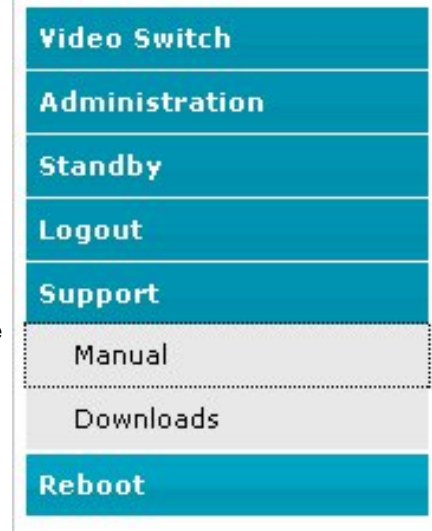 Video Switch
Administration
Standby
Logout
Support
Manual
Downloads
Reboot